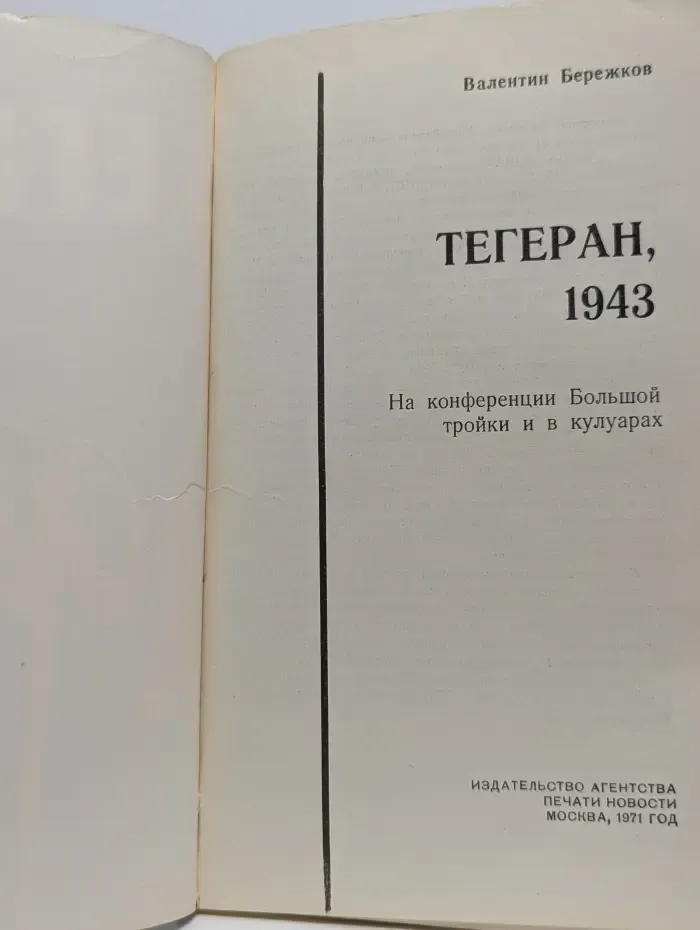 Валентин Бережков
ТЕГЕРАН,
1943
На конференции Большой
тройки и в кулуарах
ИЗДАТЕЛЬСТВО АГЕНТСТВА
ПЕЧАТИ НОВОСТИ
МОСКВА, 1971 ГОД